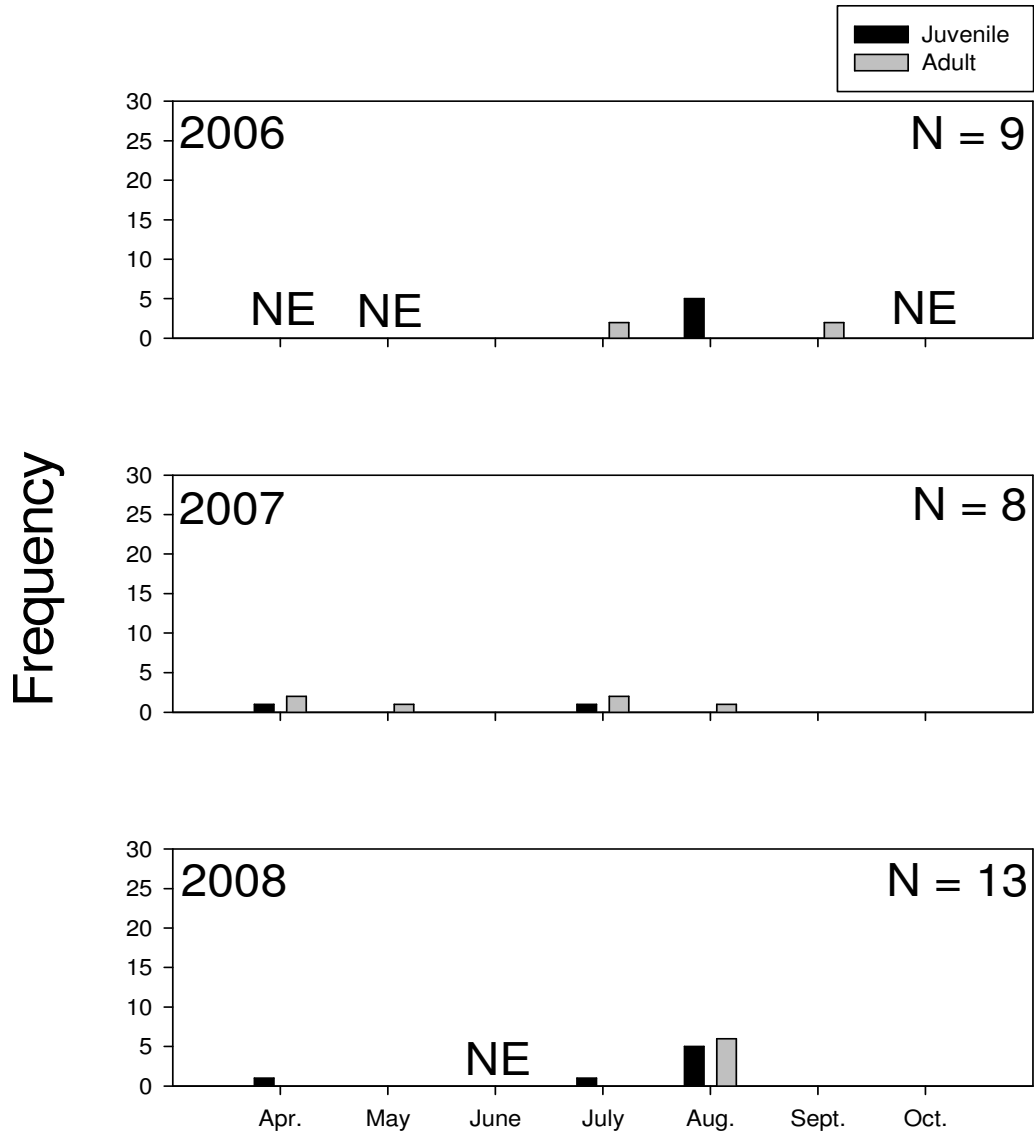 Juvenile
Adult
Frequency
2006
N = 9
30
25
20
15
10
5
0
NE
NE
NE
2007
N = 8
30
25
20
15
10
5
0
2008
N = 13
30
25
20
15
10
5
0
NE
Apr.
May
June
July
Aug.
Sept.
Oct.